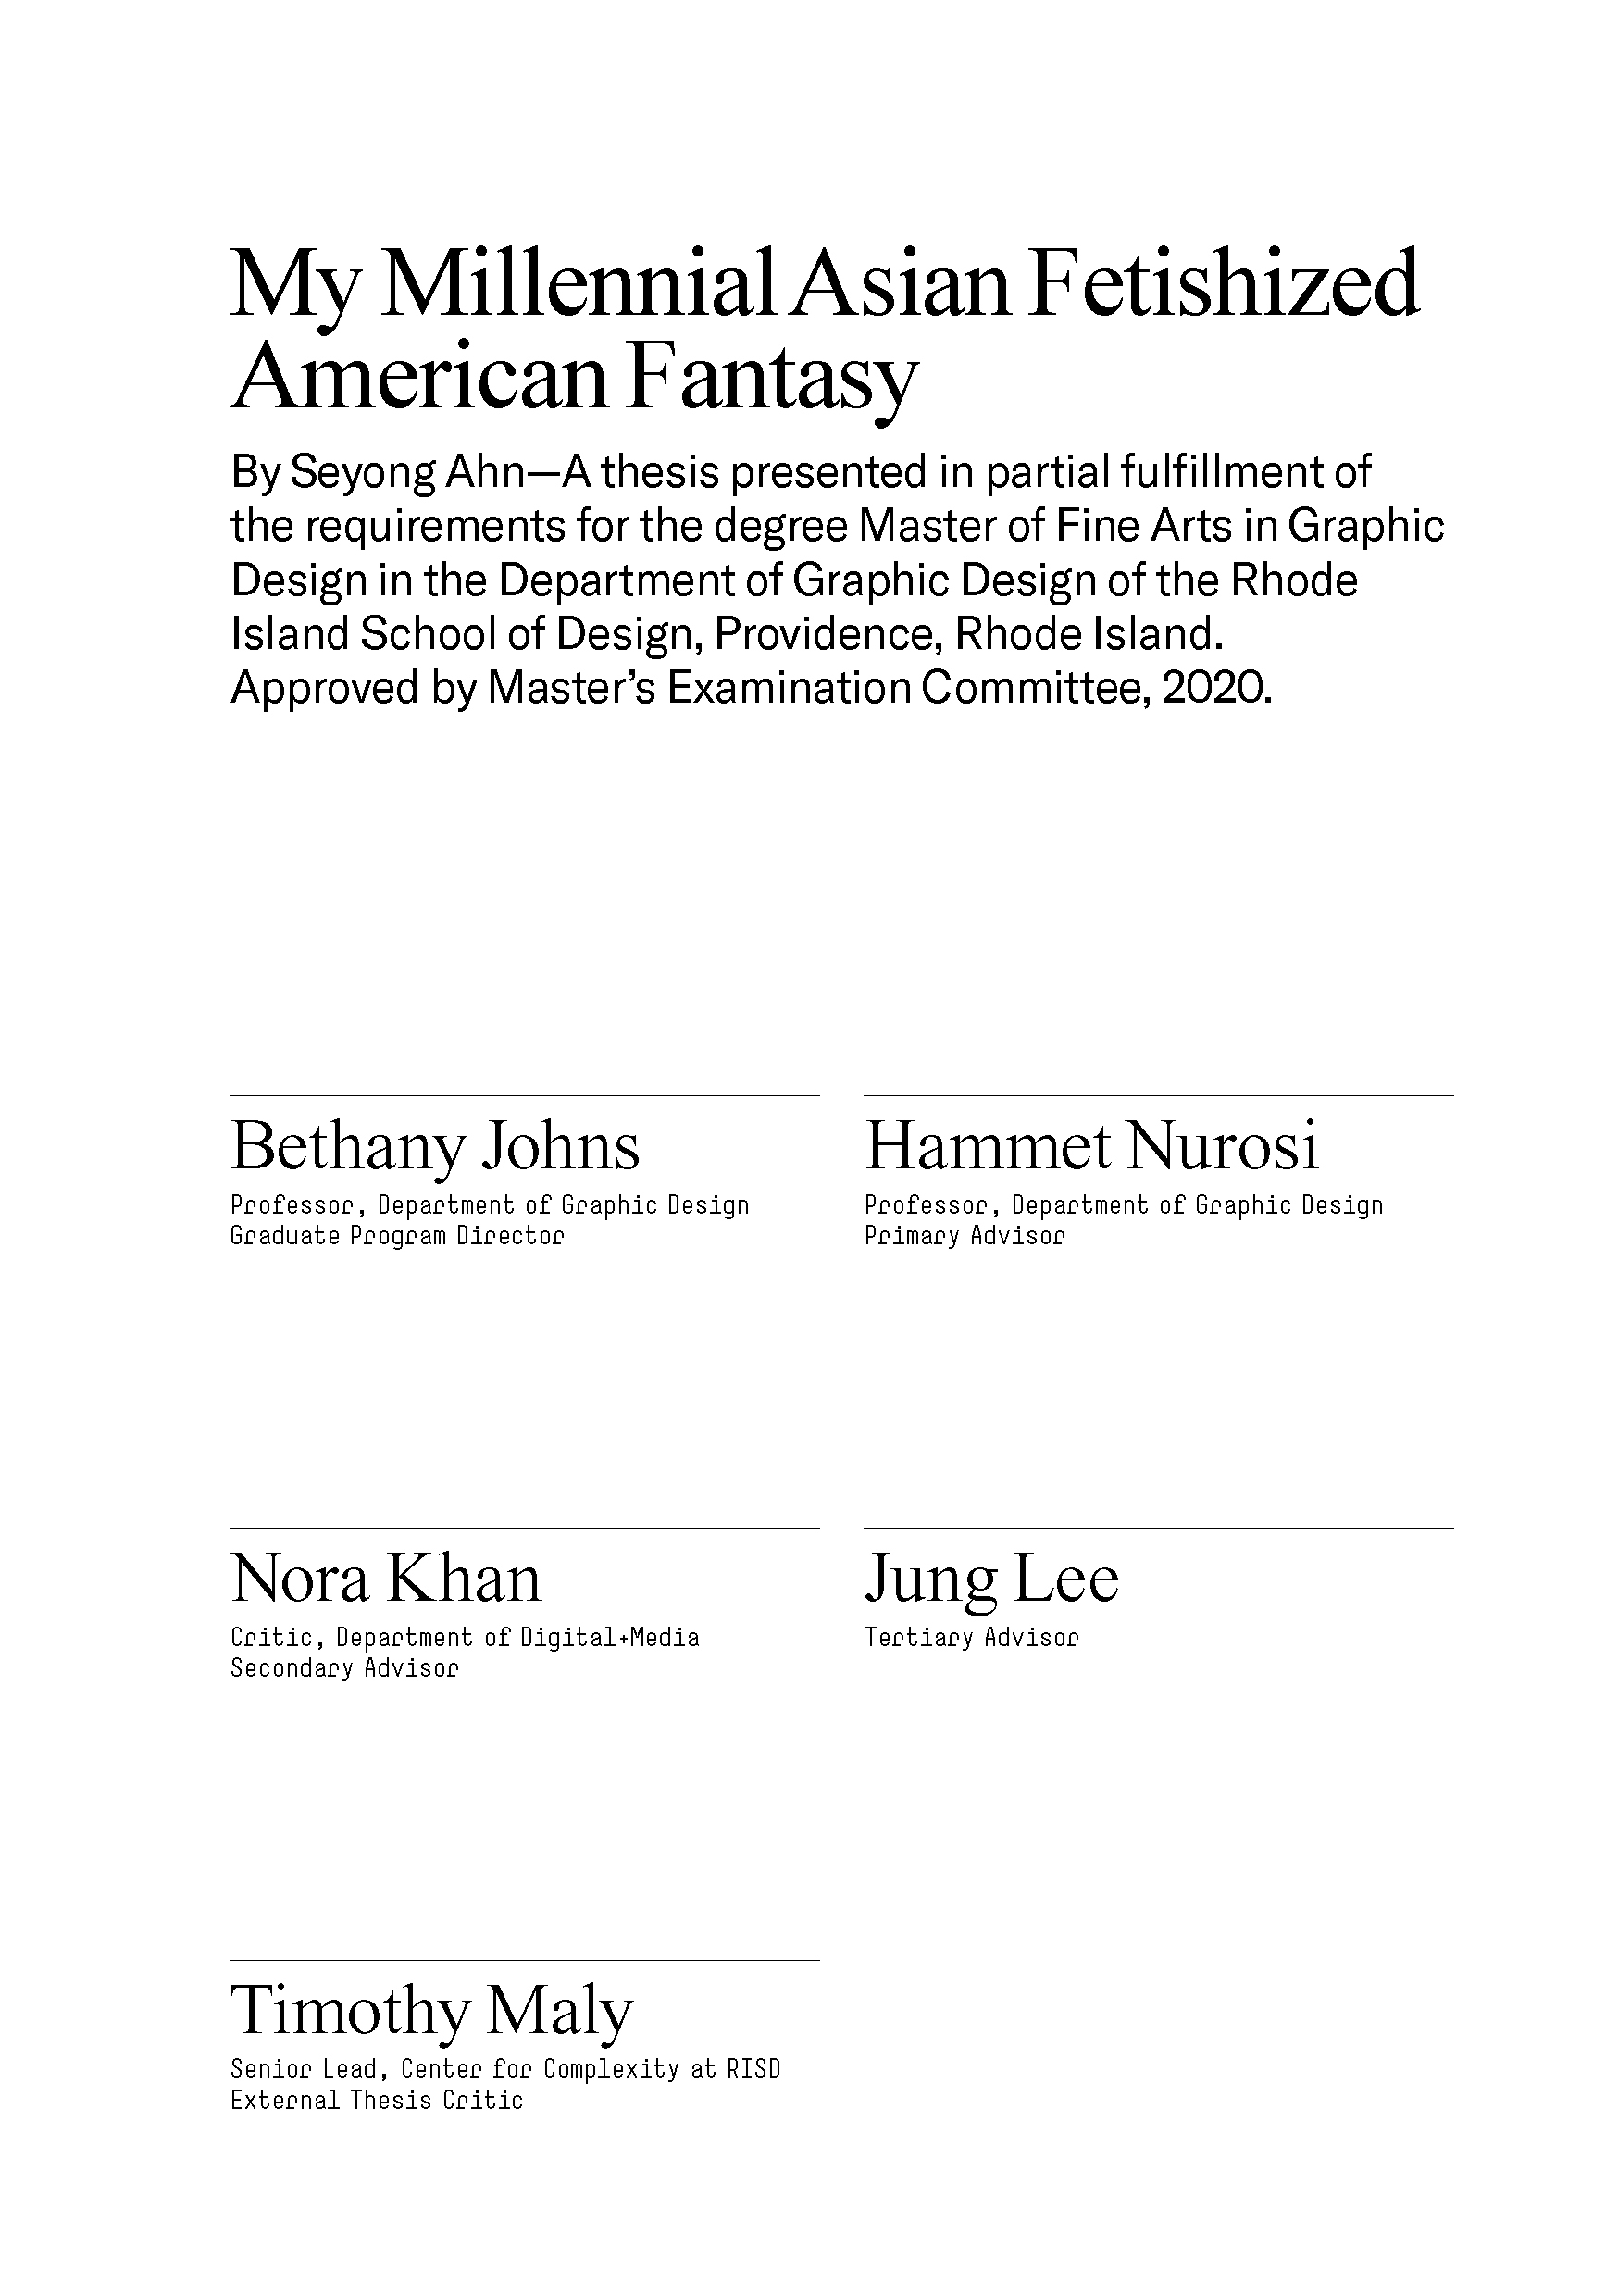 My Millennial Asian Fetishized
American Fantasy
By Seyong Ahn—A thesis presented in partial fulfillment of
the requirements for the degree Master of Fine Arts in Graphic
Design in the Department of Graphic Design of the Rhode
Island School of Design, Providence, Rhode Island.
Approved by Master’s Examination Committee, 2020.
Bethany Johns
Professor, Department of Graphic Design
Graduate Program Director
Hammet Nurosi
Professor, Department of Graphic Design
Primary Advisor
Nora Khan
Critic, Department of Digital+Media
Secondary Advisor
Jung Lee
Tertiary Advisor
Timothy Maly
Senior Lead, Center for Complexity at RISD
External Thesis Critic